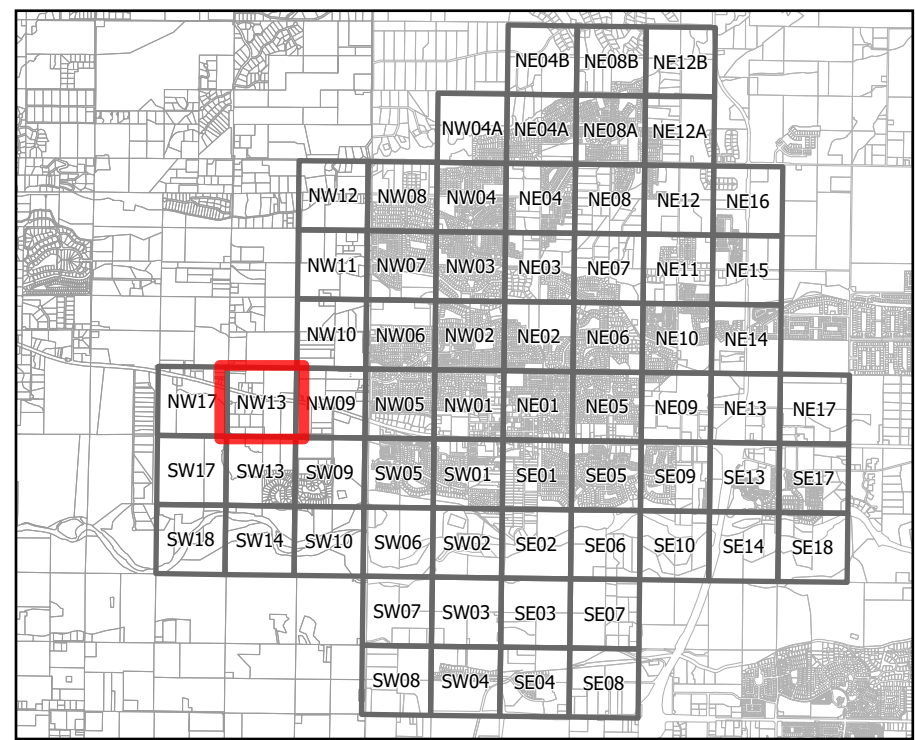 NE04B NE08B NE12B
NW04A NE04A NE08A NE12A
NW12 NW08 NW04 NE04 NE08 NE12 NE16
NW11 NW07 NW03 NE03 NE07 NE11 NE15
NW10 NW06 NW02 NE02 NE06 NE10 NE14
NW17 NW13 NW09 NW05 NW01 NE01 NE05 NE09 NE13 NE17
SW17 SW13 SW09 SW05 SW01 SE01 SE05 SE09 SE13 SE17
SW18 SW14 SW10 SW06 SW02 SE02 SE06 SE10 SE14 SE18
SW07 SW03 SE03 SE07
SW08 SW04 SE04 SE08